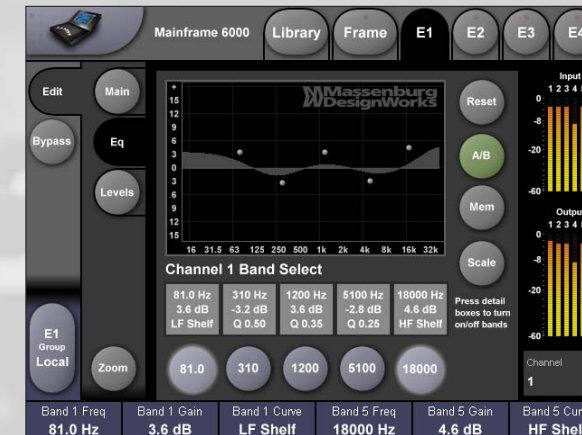 Mainframe 6000
Library
Frame
E1
E2
E3
E4
Edit
Main
Bypass
Eq
Levels
Massenburg
DesignWorks
+
15
12
9
6
3
0
3
6
9
12
15
16 31.5 63 125 250 500 1k 2k 4k 8k 16k 32k
Reset
A/B
Mem
Scale
Press detail
boxes to turn
on/off bands
Input
1 2 3 4
0
-8
-20
-60
Output
1 2 3 4
0
-8
-20
-60
Channel 1 Band Select
81.0 Hz 310 Hz 1200 Hz 5100 Hz 18000 Hz
3.6 dB -3.2 dB 3.6 dB -2.8 dB 4.6 dB
LF Shelf Q 0.50 Q 0.35 Q 0.25 HF Shelf
E1
Group
Local
Zoom
81.0
310
1200
5100
18000
Channel
1
Band 1 Freq Band 1 Gain Band 1 Curve Band 5 Freq Band 5 Gain Band 5 Cur
81.0 Hz 3.6 dB LF Shelf 18000 Hz 4.6 dB HF Shelf